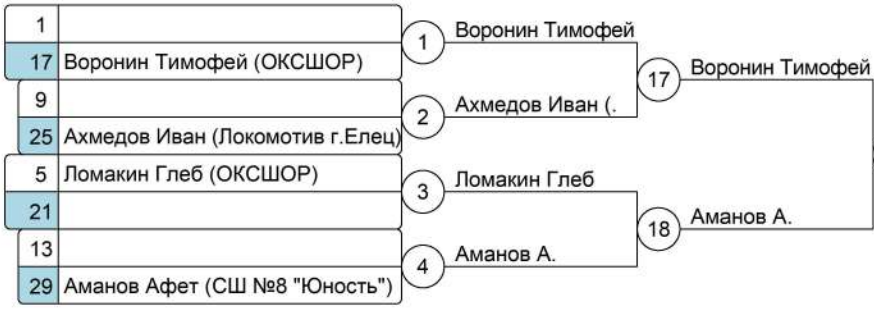 1
17 Воронин Тимофей (ОКСШОР)
9
25 Ахмедов Иван (Локомотив г.Елец)
5 Ломакин Глеб (ОКСШОР)
21
13
29 Аманов Афет (СШ №8 "Юность")
1 Воронин Тимофей
2 Ахмедов Иван (.
3 Ломакин Глеб
4 Аманов А.
17 Воронин Тимофей
18 Аманов А.